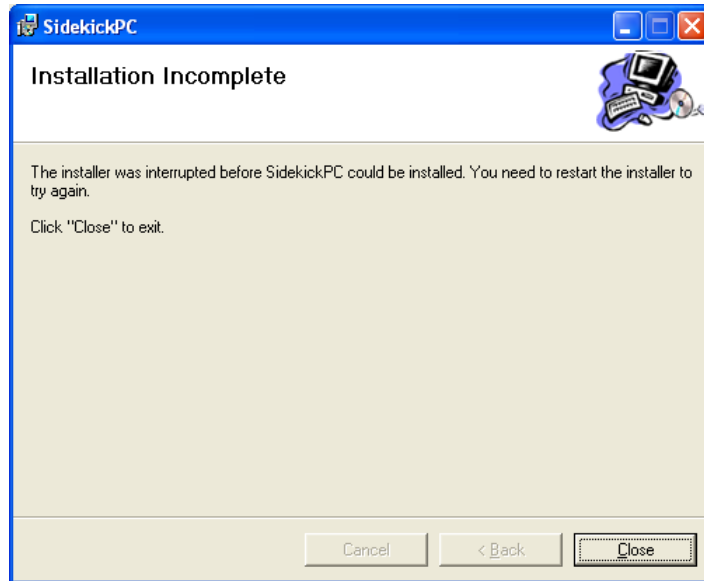 SidekickPC
Installation Incomplete
The installer was interrupted before SidekickPC could be installed. You need to restart the installer to
try again.
Click "Close" to exit.
Cancel
< Back
Close